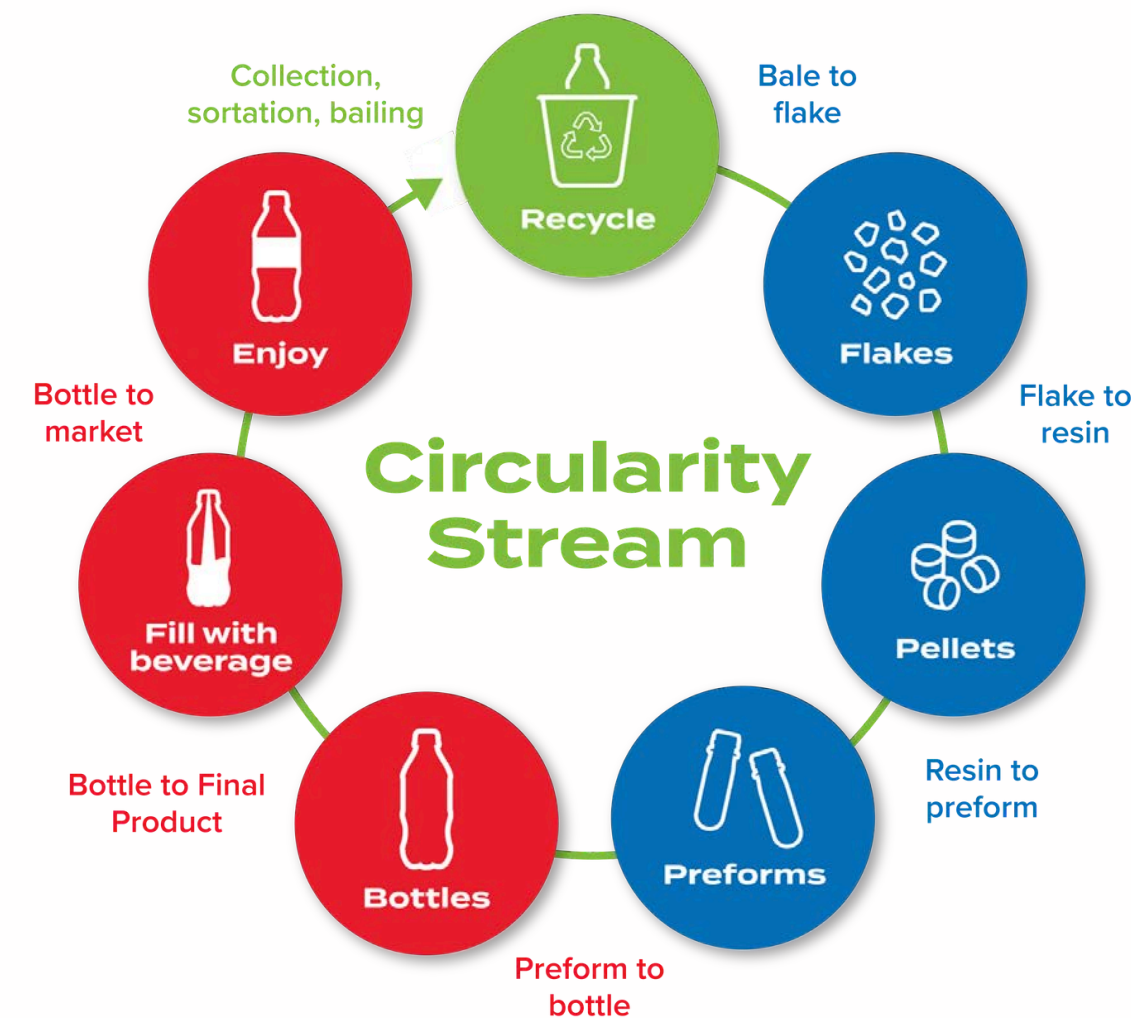 Collection,
sortation, bailing
Recycle
Bale to
flake
Flakes
Flake to
resin
Pellets
Resin to
preform
Preforms
Preform to
bottle
Bottles
Bottle to Final
Product
Fill with
beverage
Bottle to
market
Enjoy
Circularity
Stream